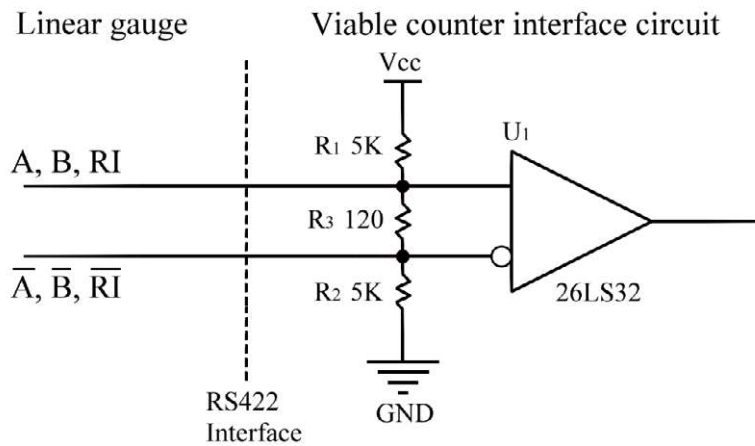 Linear gauge
Viable counter interface circuit
Vcc
R₁ 5K
U₁
A, B, RI
R₃ 120
A̅, B̅, R̅I̅
R₂ 5K
26LS32
RS422
Interface
GND